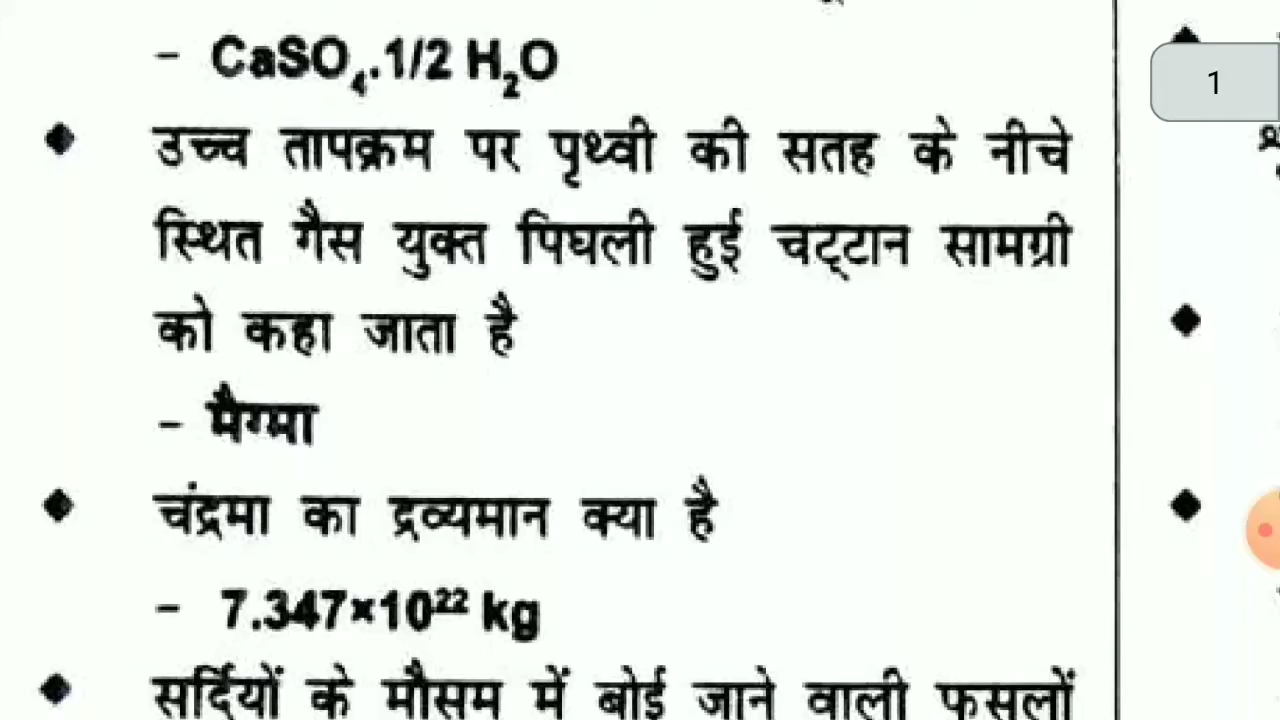 – CaSO₄.1/2 H₂O
◆ उच्च तापक्रम पर पृथ्वी की सतह के नीचे
स्थित गैस युक्त पिघली हुई चट्टान सामग्री
को कहा जाता है
– मैग्मा
◆ चंद्रमा का द्रव्यमान क्या है
– 7.347×10²² kg
◆ सर्दियों के मौसम में बोई जाने वाली फसलों
1